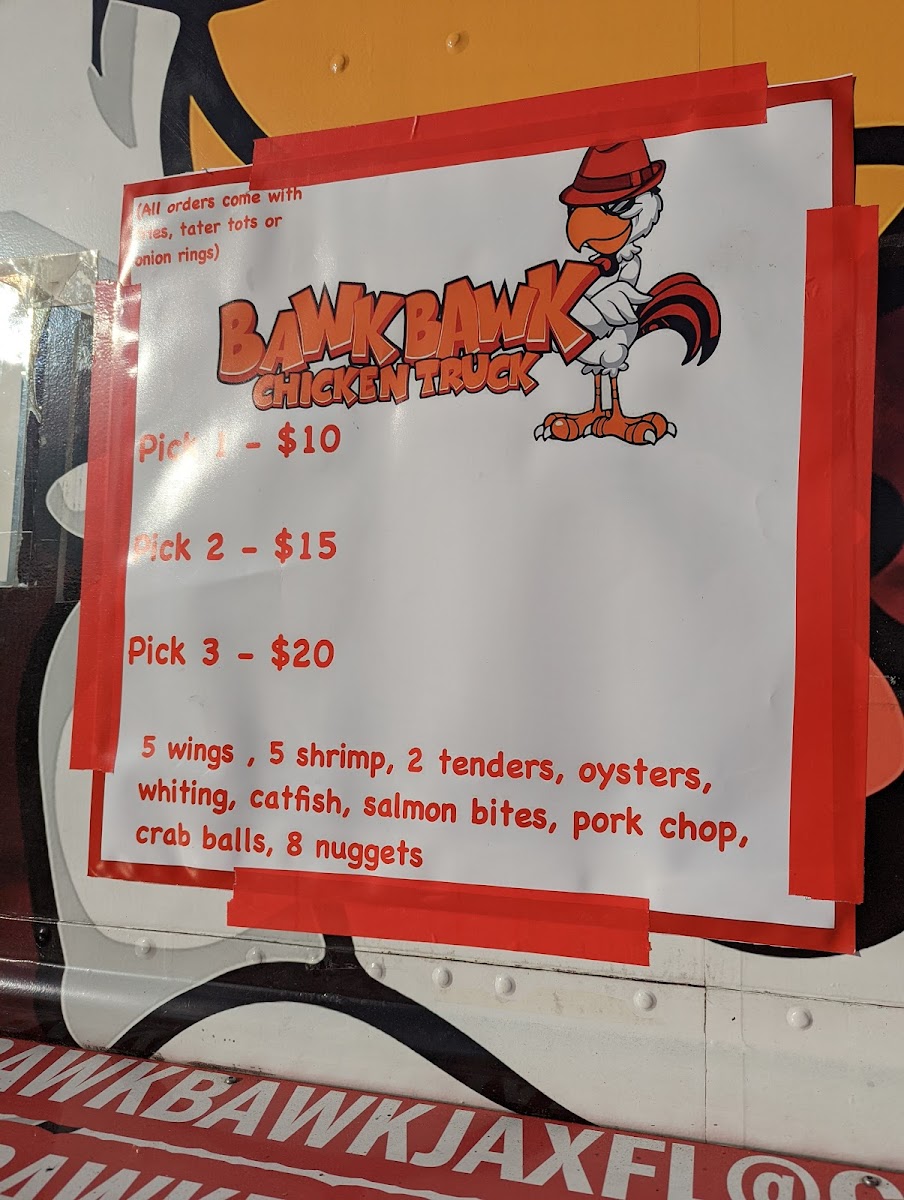 (All orders come with
fries, tater tots or
onion rings)
BAWK BAWK
CHICKEN TRUCK
Pick 1 - $10
Pick 2 - $15
Pick 3 - $20
5 wings , 5 shrimp, 2 tenders, oysters,
whiting, catfish, salmon bites, pork chop,
crab balls, 8 nuggets
BAWKBAWKJAXFL@G